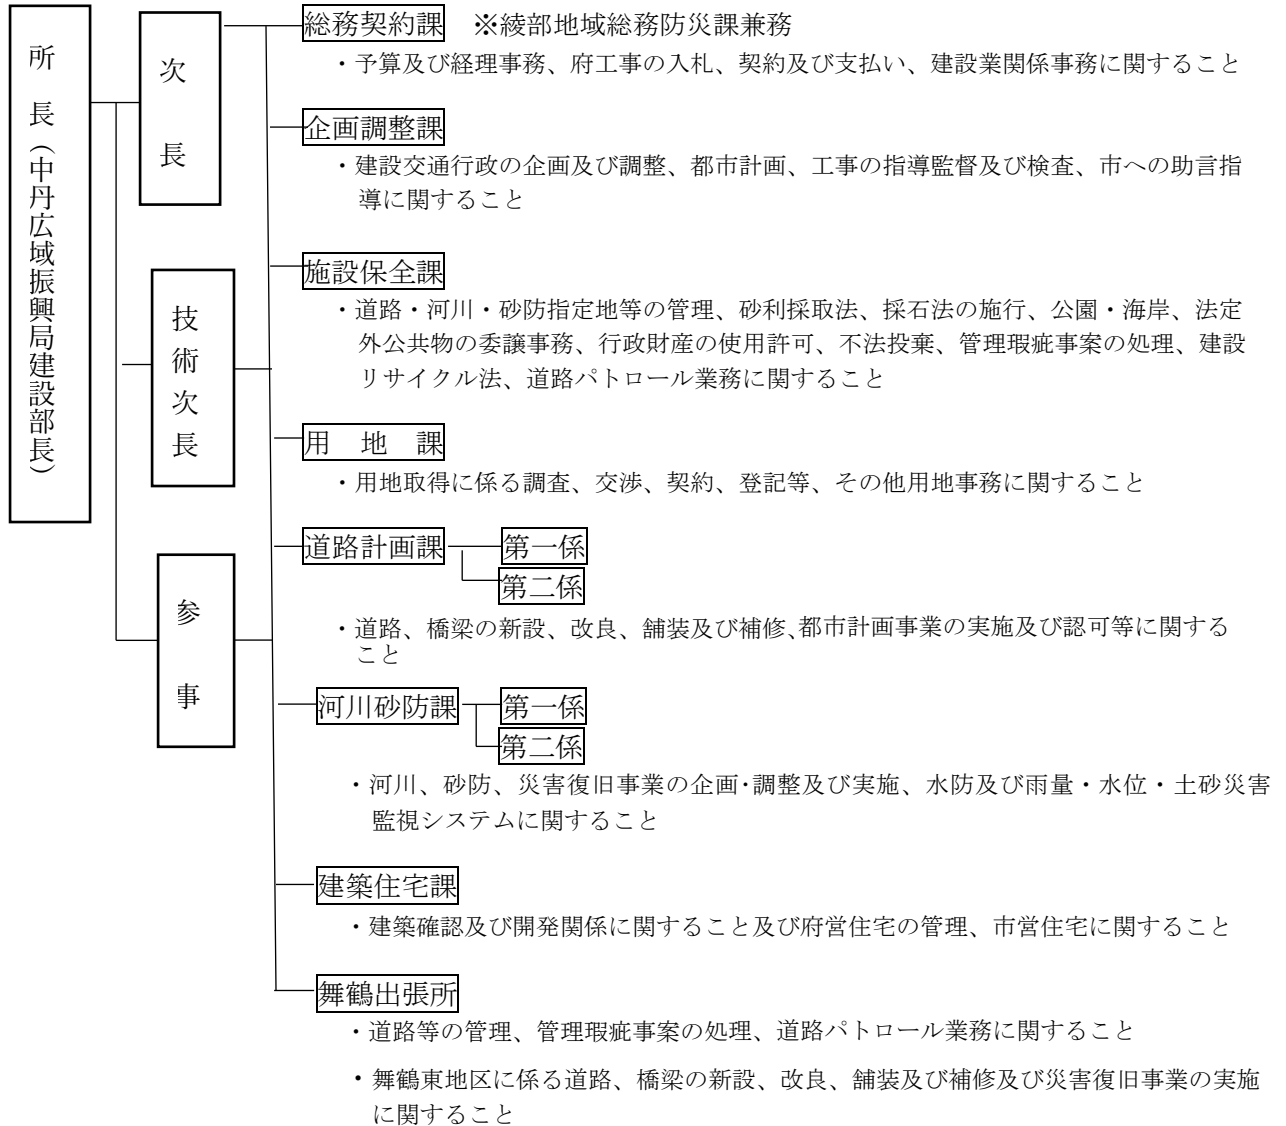 所長(中丹広域振興局建設部長)
次長
技術次長
参事
総務契約課　※綾部地域総務防災課兼務
・予算及び経理事務、府工事の入札、契約及び支払い、建設業関係事務に関すること
企画調整課
・建設交通行政の企画及び調整、都市計画、工事の指導監督及び検査、市への助言指
導に関すること
施設保全課
・道路・河川・砂防指定地等の管理、砂利採取法、採石法の施行、公園・海岸、法定
外公共物の委譲事務、行政財産の使用許可、不法投棄、管理瑕疵事案の処理、建設
リサイクル法、道路パトロール業務に関すること
用　地　課
・用地取得に係る調査、交渉、契約、登記等、その他用地事務に関すること
道路計画課　第一係
第二係
・道路、橋梁の新設、改良、舗装及び補修、都市計画事業の実施及び認可等に関する
こと
河川砂防課　第一係
第二係
・河川、砂防、災害復旧事業の企画・調整及び実施、水防及び雨量・水位・土砂災害
監視システムに関すること
建築住宅課
・建築確認及び開発関係に関すること及び府営住宅の管理、市営住宅に関すること
舞鶴出張所
・道路等の管理、管理瑕疵事案の処理、道路パトロール業務に関すること
・舞鶴東地区に係る道路、橋梁の新設、改良、舗装及び補修及び災害復旧事業の実施
に関すること